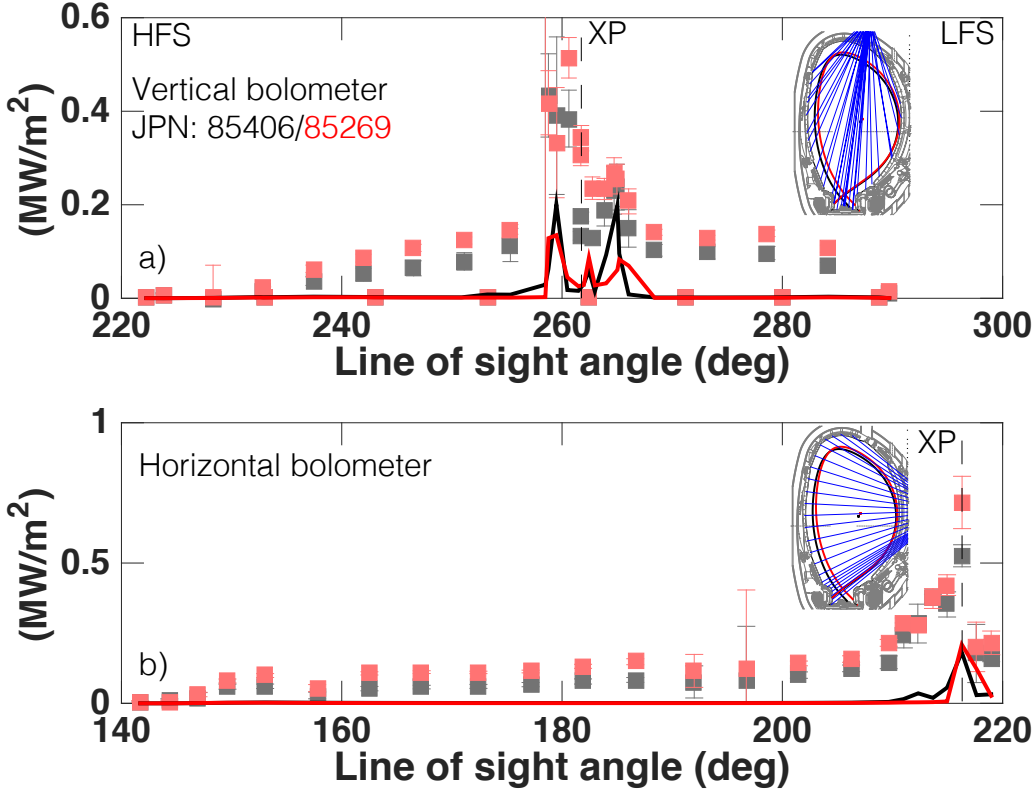 0.6
0.4
0.2
0
(MW/m2)
HFS
XP
LFS
Vertical bolometer
JPN: 85406/85269
a)
220
240
260
280
300
Line of sight angle (deg)
1
0.5
0
(MW/m2)
Horizontal bolometer
XP
b)
140
160
180
200
220
Line of sight angle (deg)